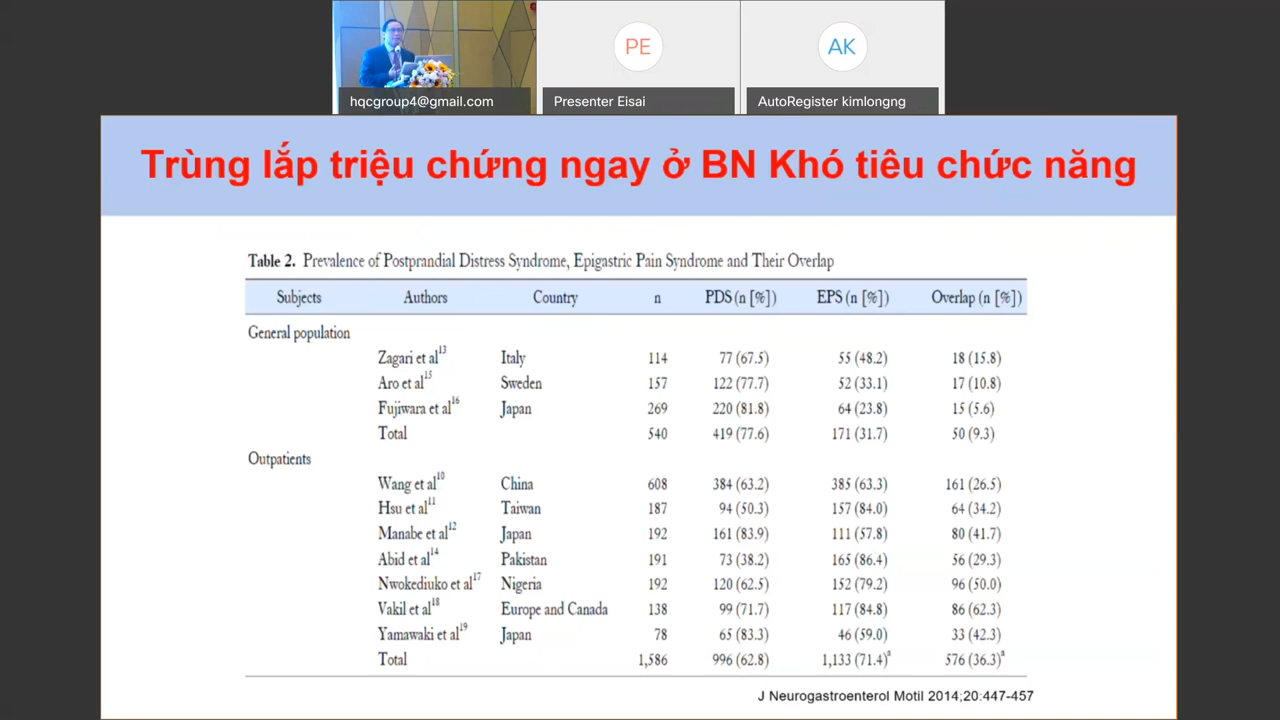 PE
AK
hqcgroup4@gmail.com
Presenter Eisai
AutoRegister kimlongng
Trùng lắp triệu chứng ngay ở BN Khó tiêu chức năng
Table 2. Prevalence of Postprandial Distress Syndrome, Epigastric Pain Syndrome and Their Overlap
Subjects Authors Country n PDS (n [%]) EPS (n [%]) Overlap (n [%])
General population
Zagari et al13 Italy 114 77 (67.5) 55 (48.2) 18 (15.8)
Aro et al15 Sweden 157 122 (77.7) 52 (33.1) 17 (10.8)
Fujiwara et al16 Japan 269 220 (81.8) 64 (23.8) 15 (5.6)
Total 540 419 (77.6) 171 (31.7) 50 (9.3)
Outpatients
Wang et al10 China 608 384 (63.2) 385 (63.3) 161 (26.5)
Hsu et al11 Taiwan 187 94 (50.3) 157 (84.0) 64 (34.2)
Manabe et al12 Japan 192 161 (83.9) 111 (57.8) 80 (41.7)
Abid et al14 Pakistan 191 73 (38.2) 165 (86.4) 56 (29.3)
Nwokediuko et al17 Nigeria 192 120 (62.5) 152 (79.2) 96 (50.0)
Vakil et al18 Europe and Canada 138 99 (71.7) 117 (84.8) 86 (62.3)
Yamawaki et al19 Japan 78 65 (83.3) 46 (59.0) 33 (42.3)
Total 1,586 996 (62.8) 1,133 (71.4)a 576 (36.3)a
J Neurogastroenterol Motil 2014;20:447-457